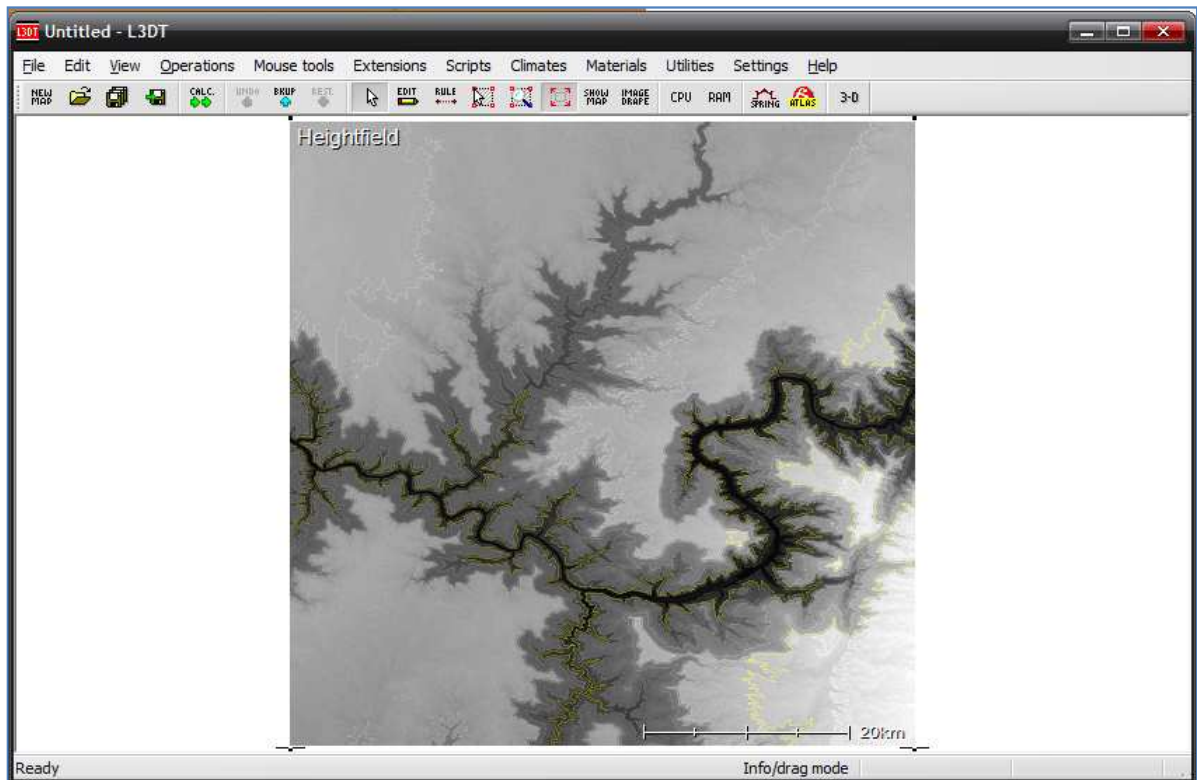 L3DT Untitled - L3DT
File Edit View Operations Mouse tools Extensions Scripts Climates Materials Utilities Settings Help
NEW MAP CALC. UNDO BKUP REST. EDIT RULE SHOW MAP IMAGE DRAPE CPU RAM SPRING ATLAS 3-D
Heightfield
20km
Ready Info/drag mode